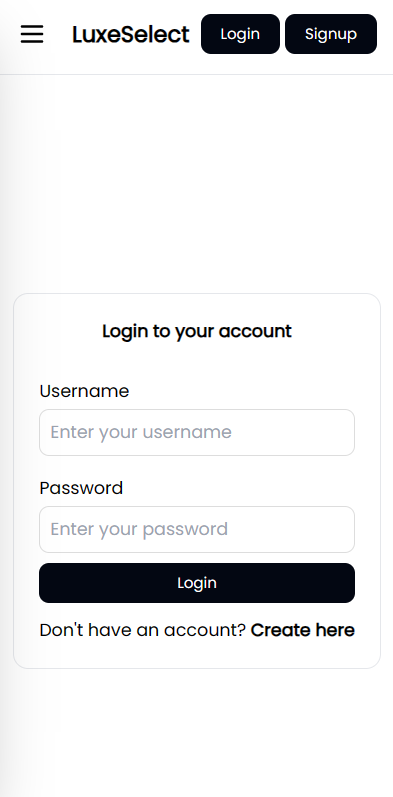 LuxeSelect Login Signup
Login to your account
Username
Enter your username
Password
Enter your password
Login
Don't have an account? Create here